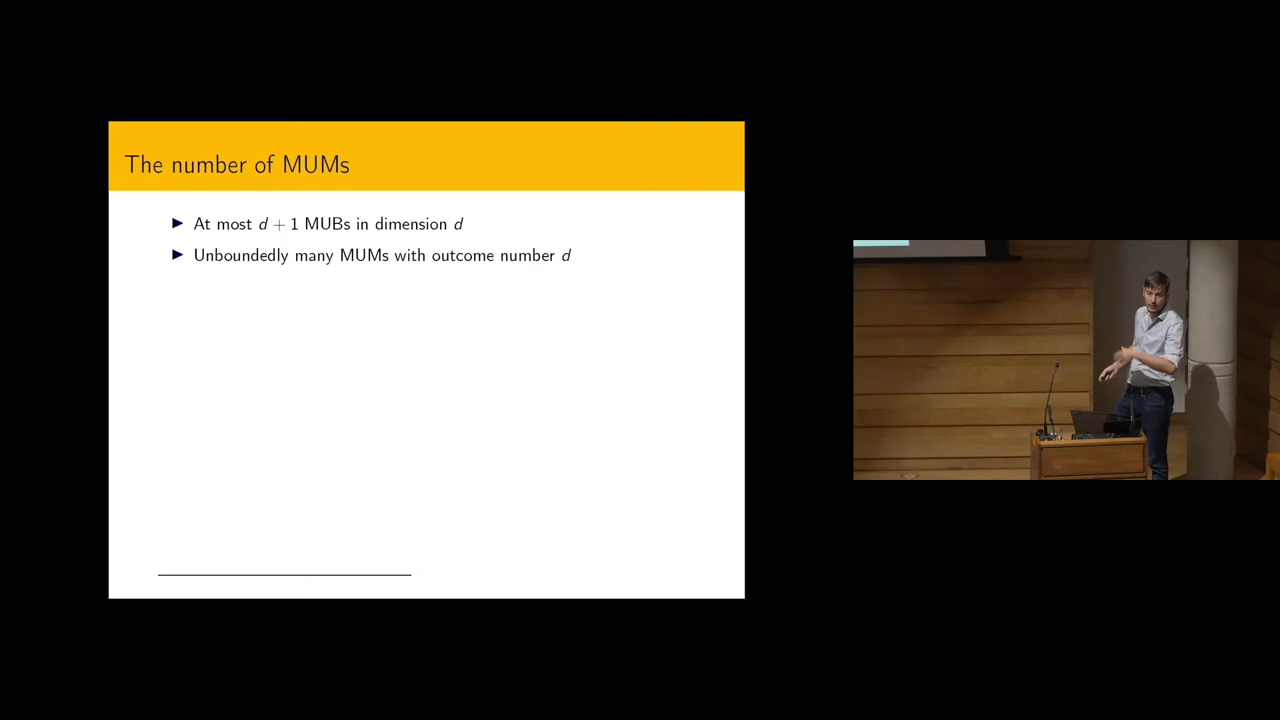 The number of MUMs
▶ At most d + 1 MUBs in dimension d
▶ Unboundedly many MUMs with outcome number d